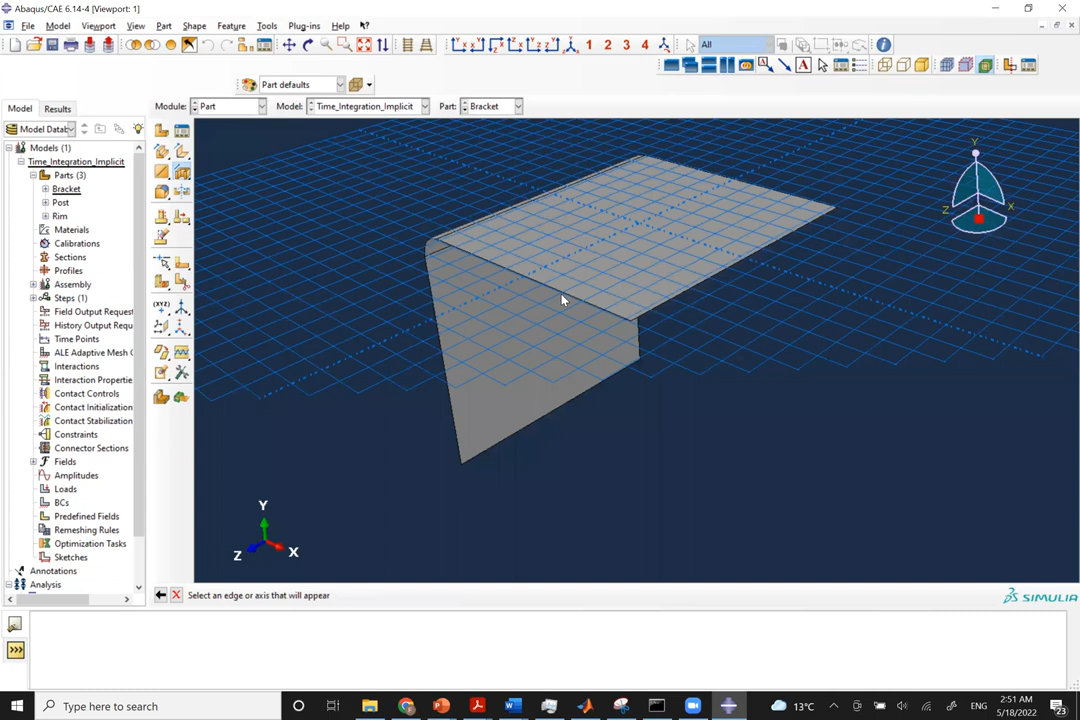 Abaqus/CAE 6.14-4 [Viewport: 1]
File Model Viewport View Part Shape Feature Tools Plug-ins Help
All
1 2 3 4
A
Part defaults
Model Results
Module: Part Model: Time_Integration_Implicit Part: Bracket
Model Datab
Models (1)
Time_Integration_Implicit
Parts (3)
Bracket
Post
Rim
Materials
Calibrations
Sections
Profiles
Assembly
Steps (1)
Field Output Request
History Output Requ
Time Points
ALE Adaptive Mesh C
Interactions
Interaction Propertie
Contact Controls
Contact Initialization
Contact Stabilization
Constraints
Connector Sections
Fields
Amplitudes
Loads
BCs
Predefined Fields
Remeshing Rules
Optimization Tasks
Sketches
Annotations
Analysis
(XYZ)
Y
Z X
Y
Z X
Select an edge or axis that will appear
SIMULIA
>>>
Type here to search
13°C
2:51 AM
5/18/2022
23